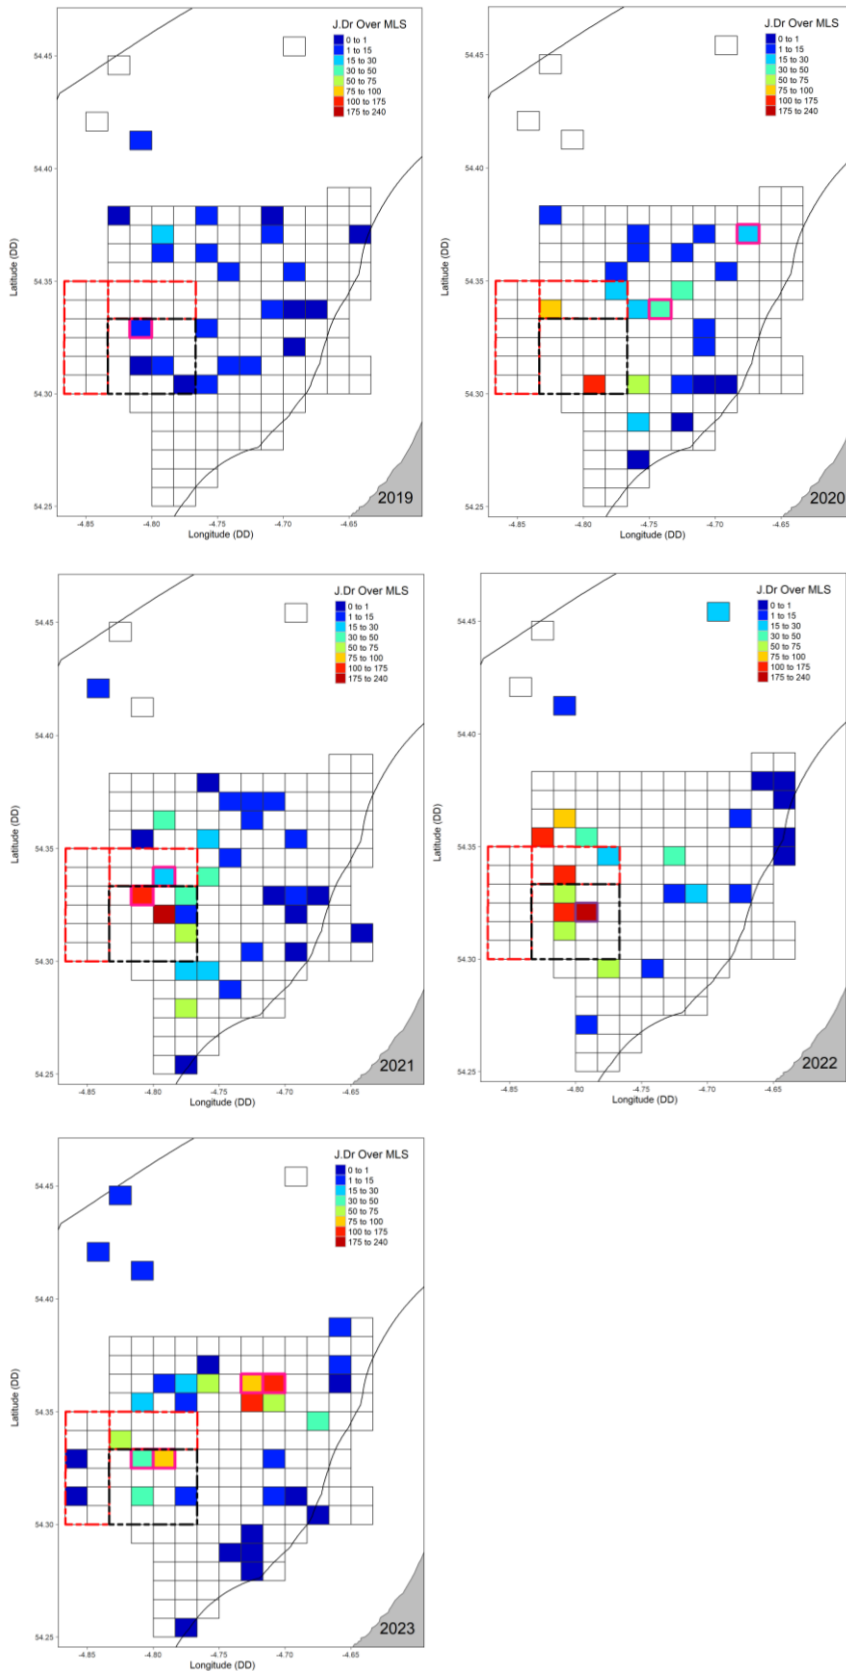 J.Dr Over MLS
0 to 1
1 to 15
15 to 30
30 to 50
50 to 75
75 to 100
100 to 175
175 to 240
54.45
54.40
54.35
54.30
54.25
Latitude (DD)
2019
-4.85 -4.80 -4.75 -4.70 -4.65
Longitude (DD)
J.Dr Over MLS
0 to 1
1 to 15
15 to 30
30 to 50
50 to 75
75 to 100
100 to 175
175 to 240
54.45
54.40
54.35
54.30
54.25
Latitude (DD)
2020
-4.85 -4.80 -4.75 -4.70 -4.65
Longitude (DD)
J.Dr Over MLS
0 to 1
1 to 15
15 to 30
30 to 50
50 to 75
75 to 100
100 to 175
175 to 240
54.45
54.40
54.35
54.30
54.25
Latitude (DD)
2021
-4.85 -4.80 -4.75 -4.70 -4.65
Longitude (DD)
J.Dr Over MLS
0 to 1
1 to 15
15 to 30
30 to 50
50 to 75
75 to 100
100 to 175
175 to 240
54.45
54.40
54.35
54.30
54.25
Latitude (DD)
2022
-4.85 -4.80 -4.75 -4.70 -4.65
Longitude (DD)
J.Dr Over MLS
0 to 1
1 to 15
15 to 30
30 to 50
50 to 75
75 to 100
100 to 175
175 to 240
54.45
54.40
54.35
54.30
54.25
Latitude (DD)
2023
-4.85 -4.80 -4.75 -4.70 -4.65
Longitude (DD)